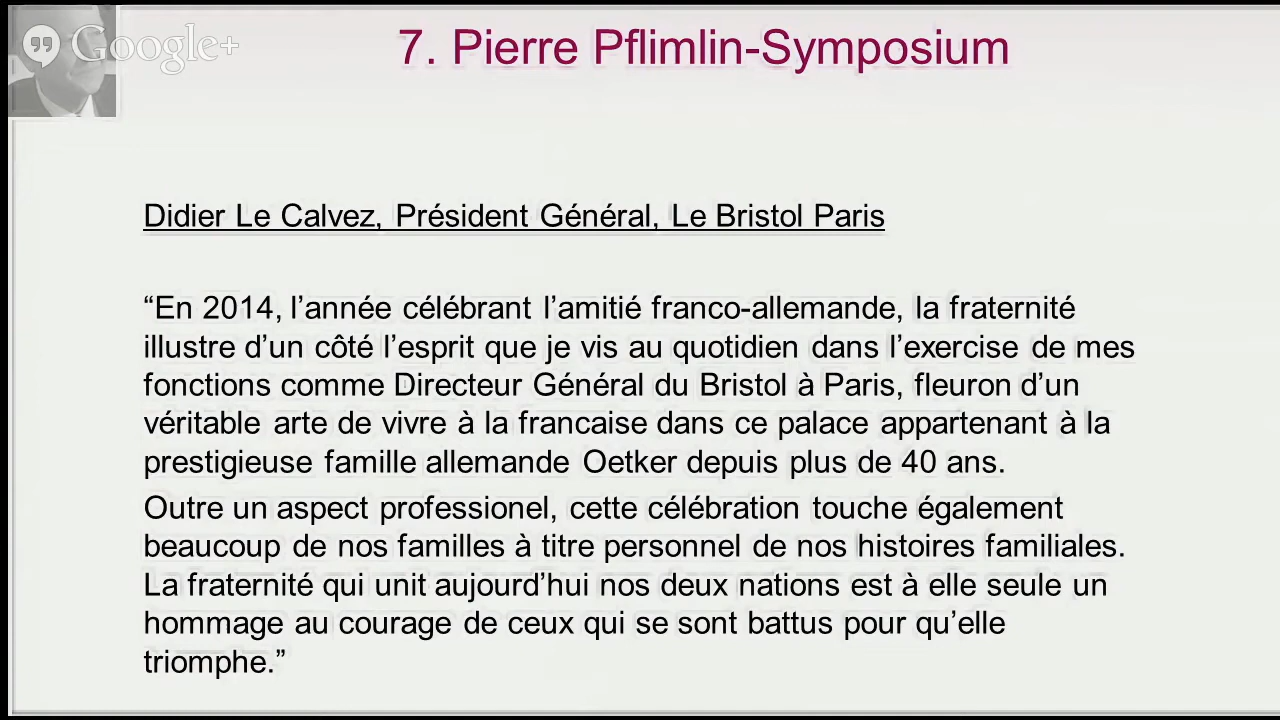 Google+
7. Pierre Pflimlin-Symposium
Didier Le Calvez, Président Général, Le Bristol Paris
“En 2014, l’année célébrant l’amitié franco-allemande, la fraternité
illustre d’un côté l’esprit que je vis au quotidien dans l’exercise de mes
fonctions comme Directeur Général du Bristol à Paris, fleuron d’un
véritable arte de vivre à la francaise dans ce palace appartenant à la
prestigieuse famille allemande Oetker depuis plus de 40 ans.
Outre un aspect professionel, cette célébration touche également
beaucoup de nos familles à titre personnel de nos histoires familiales.
La fraternité qui unit aujourd’hui nos deux nations est à elle seule un
hommage au courage de ceux qui se sont battus pour qu’elle
triomphe.”